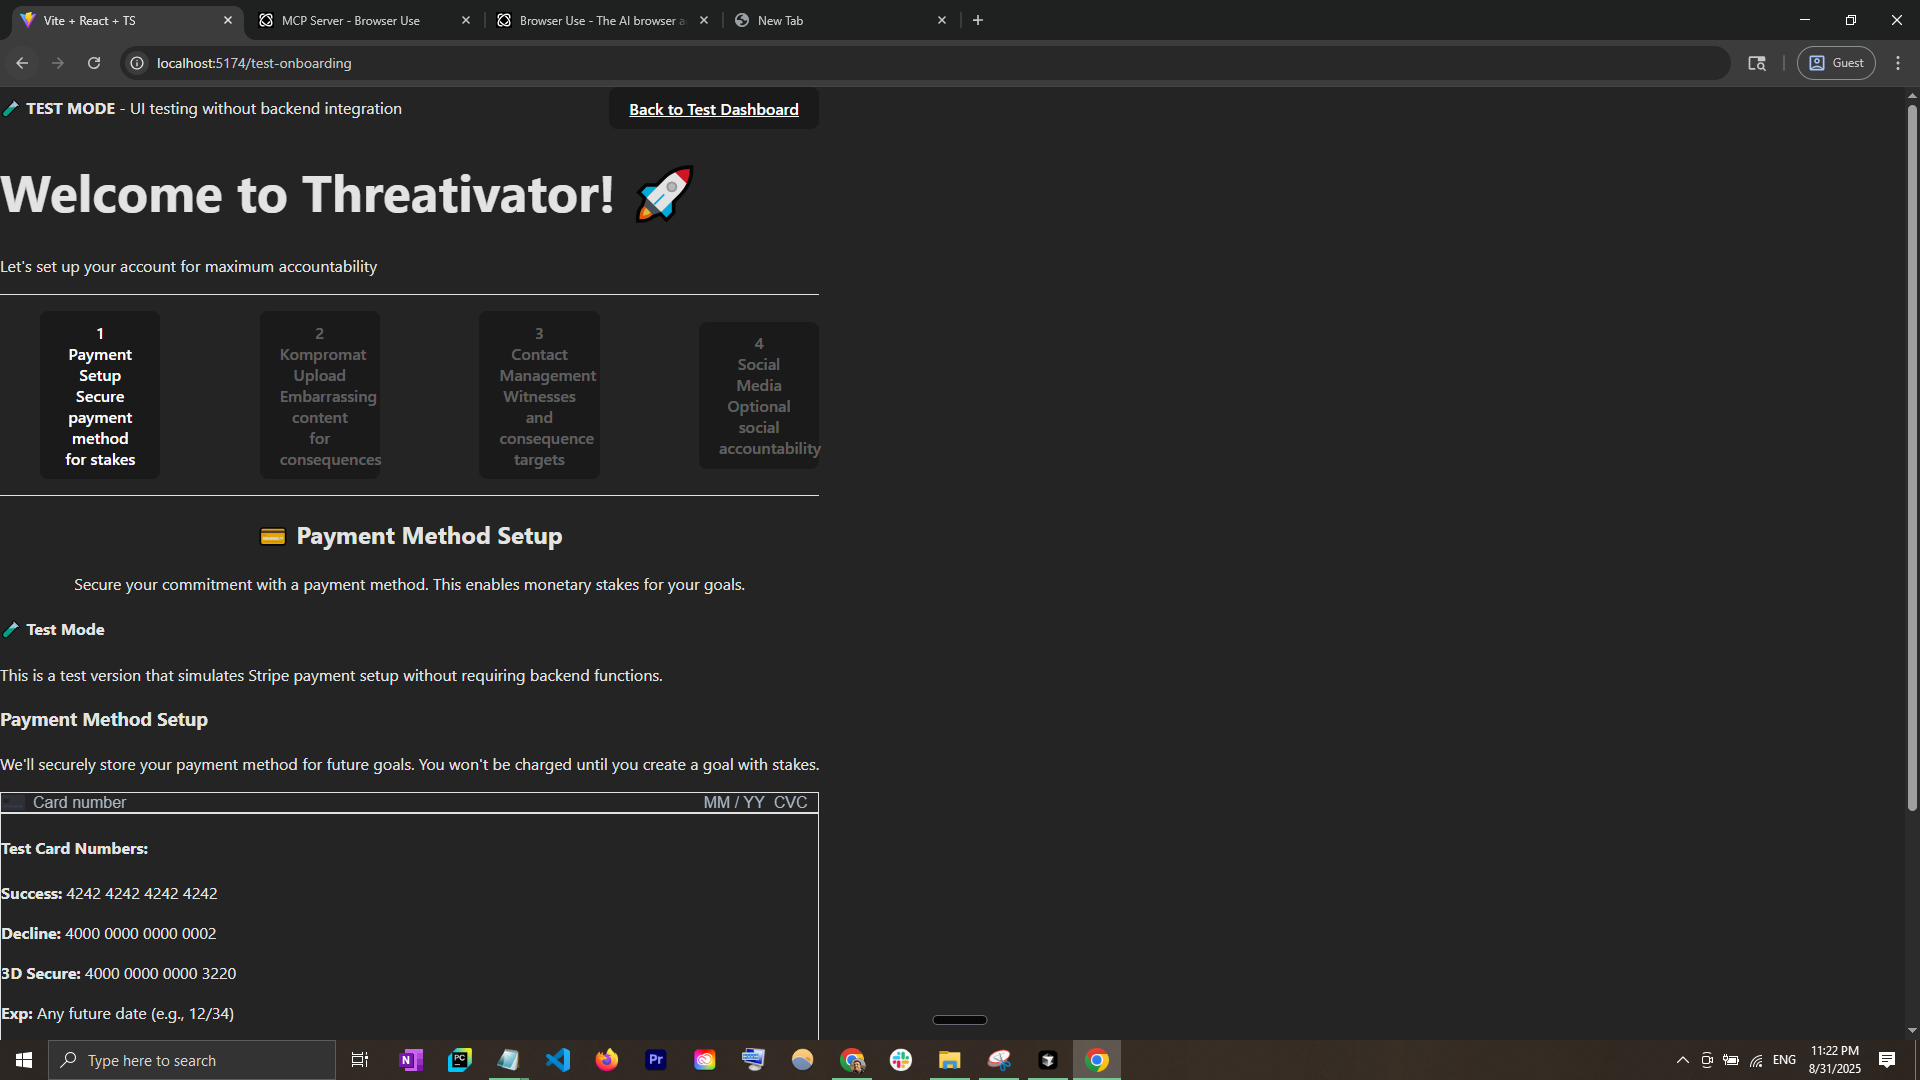 Vite + React + TS
MCP Server - Browser Use
Browser Use - The AI browser a
New Tab
localhost:5174/test-onboarding
Guest
TEST MODE - UI testing without backend integration
Back to Test Dashboard
Welcome to Threativator!
Let's set up your account for maximum accountability
1
Payment
Setup
Secure
payment
method
for stakes
2
Kompromat
Upload
Embarrassing
content
for
consequences
3
Contact
Management
Witnesses
and
consequence
targets
4
Social
Media
Optional
social
accountability
Payment Method Setup
Secure your commitment with a payment method. This enables monetary stakes for your goals.
Test Mode
This is a test version that simulates Stripe payment setup without requiring backend functions.
Payment Method Setup
We'll securely store your payment method for future goals. You won't be charged until you create a goal with stakes.
Card number
MM / YY CVC
Test Card Numbers:
Success: 4242 4242 4242 4242
Decline: 4000 0000 0000 0002
3D Secure: 4000 0000 0000 3220
Exp: Any future date (e.g., 12/34)
Type here to search
N
PC
Pr
ENG
11:22 PM
8/31/2025